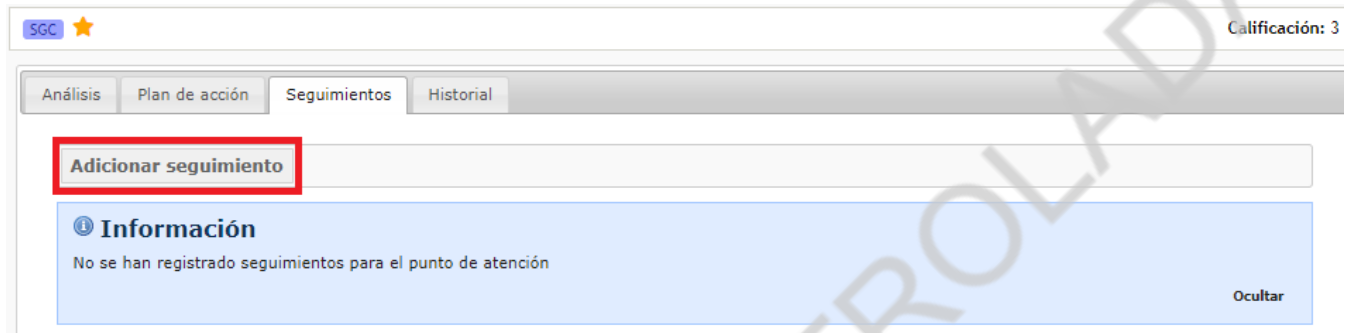 SGC Calificación: 3
Análisis Plan de acción Seguimientos Historial
Adicionar seguimiento
Información
No se han registrado seguimientos para el punto de atención
Ocultar